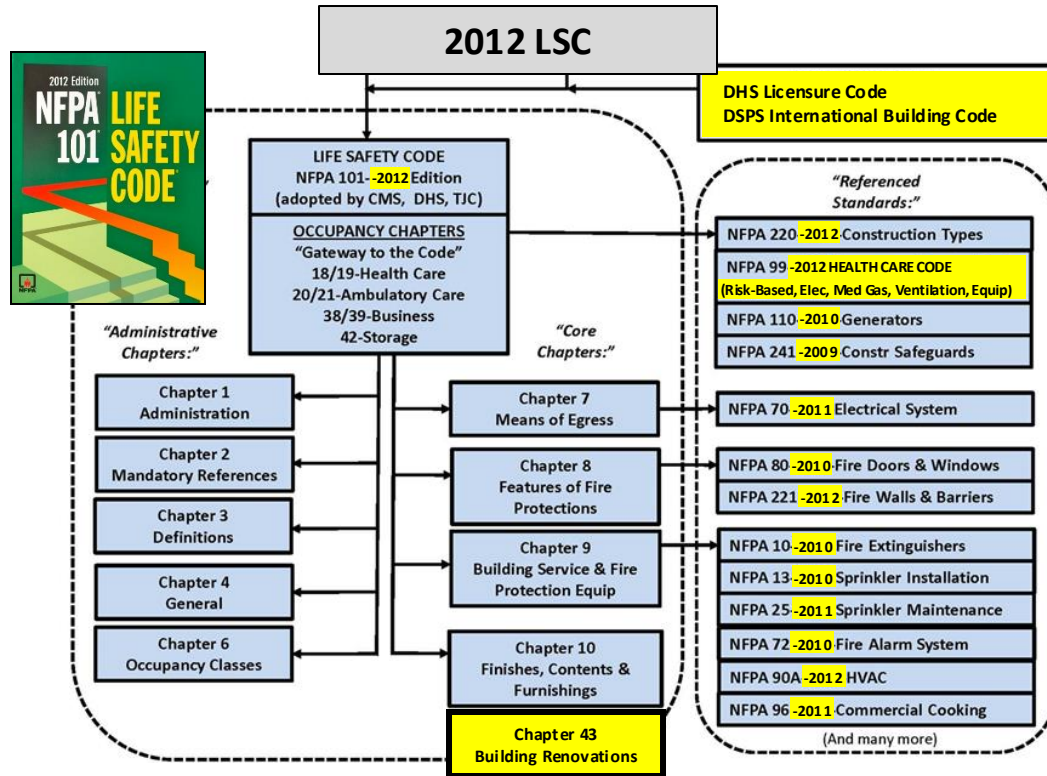 2012 LSC
2012 Edition
NFPA
101
LIFE
SAFETY
CODE
NFPA
DHS Licensure Code
DSPS International Building Code
LIFE SAFETY CODE
NFPA 101--2012 Edition
(adopted by CMS, DHS, TJC)
OCCUPANCY CHAPTERS
“Gateway to the Code”
18/19-Health Care
20/21-Ambulatory Care
38/39-Business
42-Storage
“Administrative
Chapters:”
Chapter 1
Administration
Chapter 2
Mandatory References
Chapter 3
Definitions
Chapter 4
General
Chapter 6
Occupancy Classes
“Core
Chapters:”
Chapter 7
Means of Egress
Chapter 8
Features of Fire
Protections
Chapter 9
Building Service & Fire
Protection Equip
Chapter 10
Finishes, Contents &
Furnishings
Chapter 43
Building Renovations
“Referenced
Standards:”
NFPA 220-2012-Construction Types
NFPA 99-2012 HEALTH CARE CODE
(Risk-Based, Elec, Med Gas, Ventilation, Equip)
NFPA 110-2010-Generators
NFPA 241-2009-Constr Safeguards
NFPA 70-2011 Electrical System
NFPA 80-2010-Fire Doors & Windows
NFPA 221-2012-Fire Walls & Barriers
NFPA 10-2010 Fire Extinguishers
NFPA 13-2010 Sprinkler Installation
NFPA 25-2011 Sprinkler Maintenance
NFPA 72-2010-Fire Alarm System
NFPA 90A-2012 HVAC
NFPA 96-2011-Commercial Cooking
(And many more)